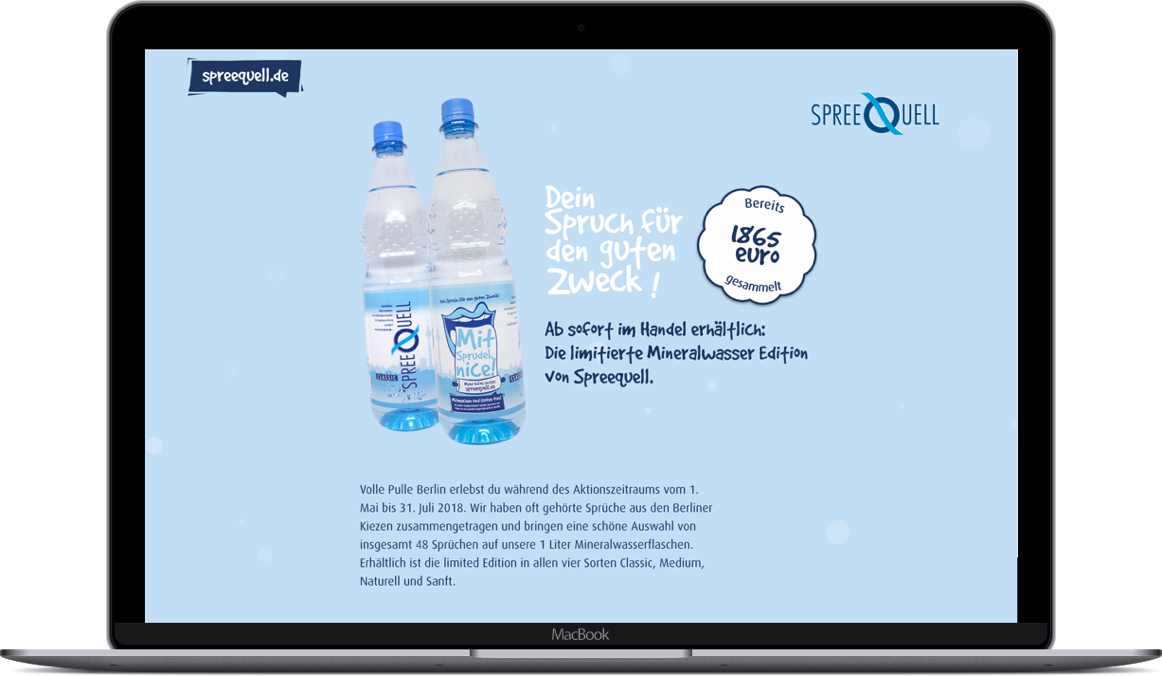 spreequell.de
SPREEQUELL
Dein
Spruch für
den guten
Zweck!
Bereits
1865
euro
gesammelt
Ab sofort im Handel erhältlich:
Die limitierte Mineralwasser Edition
von Spreequell.
SPREEQUELL
CLASSIC
Dein Spruch für den guten Zweck!
Mit
Sprudel,
nice!
spreequell.de
Volle Pulle Berlin erlebst du während des Aktionszeitraums vom 1.
Mai bis 31. Juli 2018. Wir haben oft gehörte Sprüche aus den Berliner
Kiezen zusammengetragen und bringen eine schöne Auswahl von
insgesamt 48 Sprüchen auf unsere 1 Liter Mineralwasserflaschen.
Erhältlich ist die limited Edition in allen vier Sorten Classic, Medium,
Naturell und Sanft.
MacBook